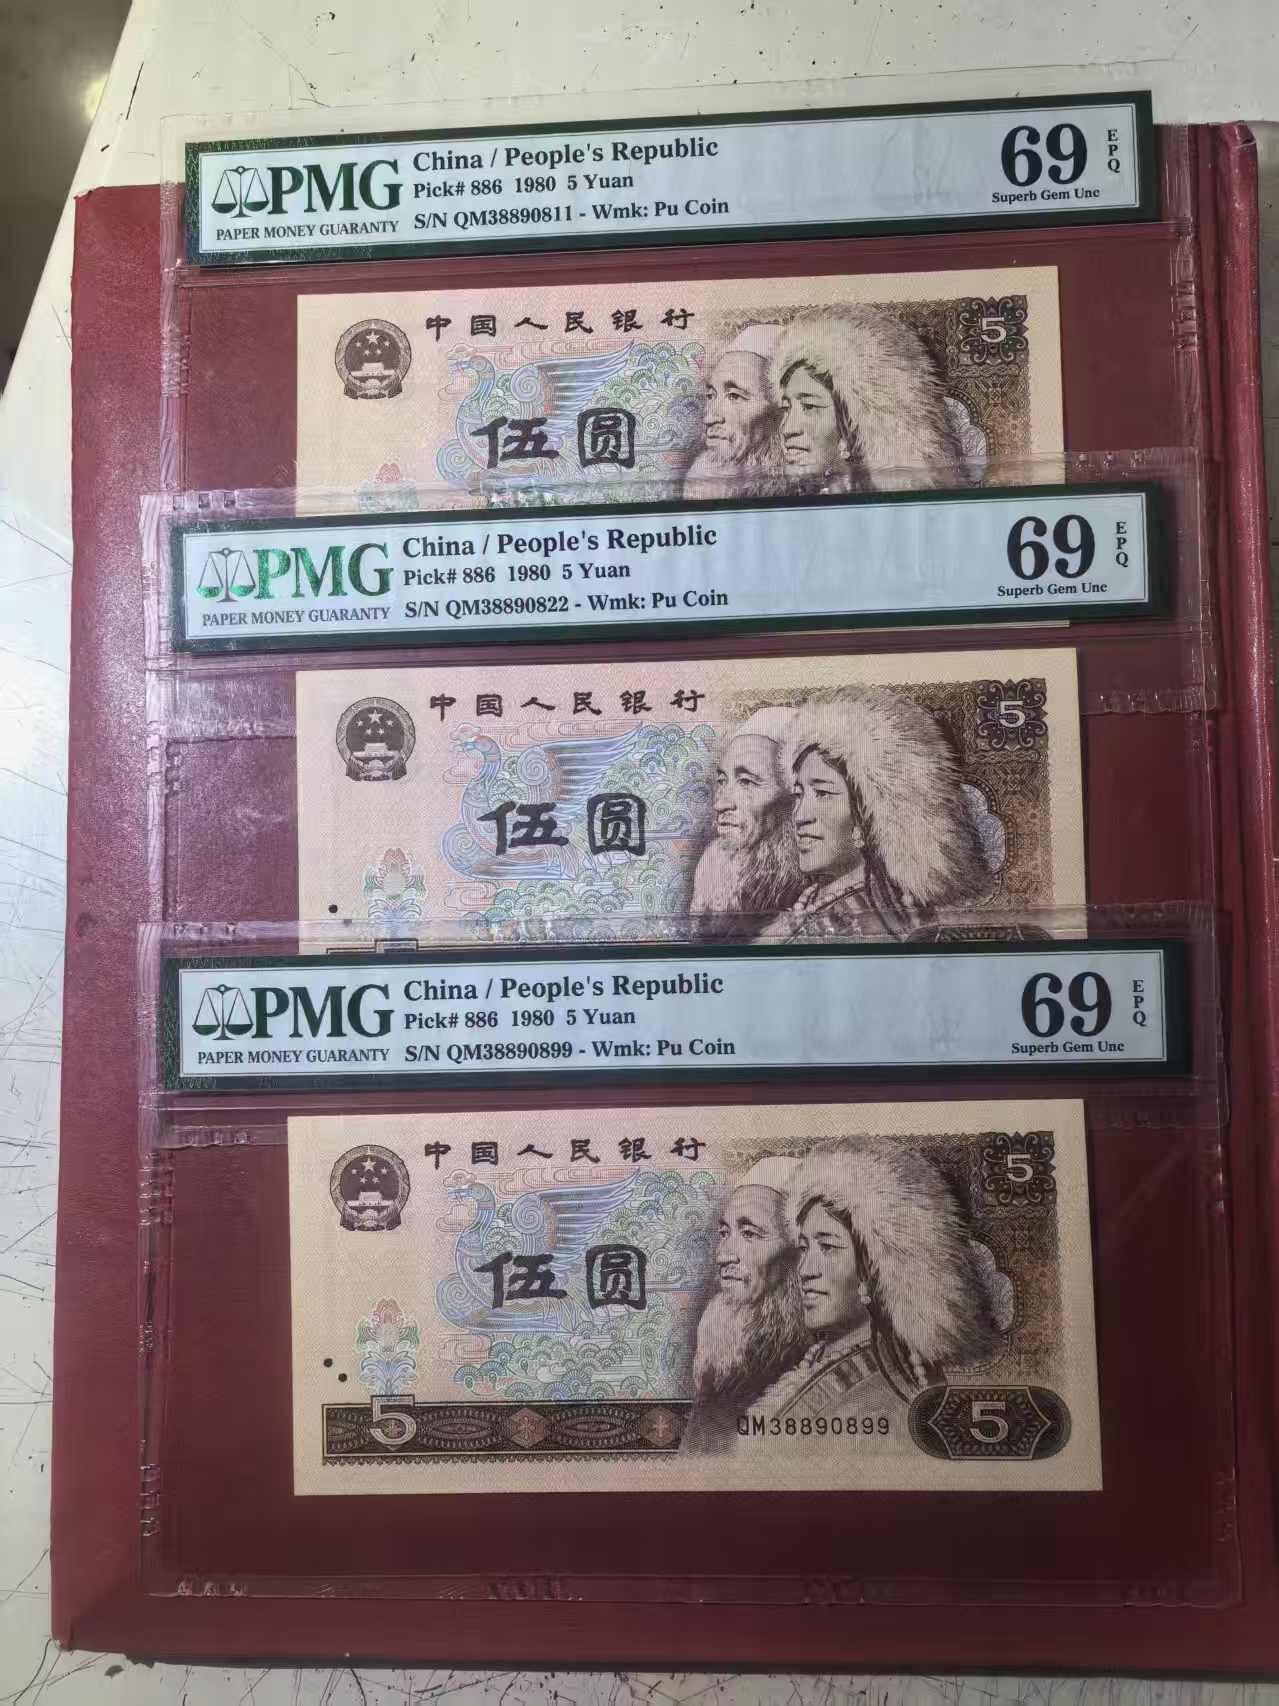 PMG
PAPER MONEY GUARANTY
China / People's Republic
Pick# 886 1980 5 Yuan
S/N QM38890811 - Wmk: Pu Coin
69
EPQ
Superb Gem Unc
中国人民银行
5
伍圆
PMG
PAPER MONEY GUARANTY
China / People's Republic
Pick# 886 1980 5 Yuan
S/N QM38890822 - Wmk: Pu Coin
69
EPQ
Superb Gem Unc
中国人民银行
5
伍圆
PMG
PAPER MONEY GUARANTY
China / People's Republic
Pick# 886 1980 5 Yuan
S/N QM38890899 - Wmk: Pu Coin
69
EPQ
Superb Gem Unc
中国人民银行
5
伍圆
5
QM38890899
5